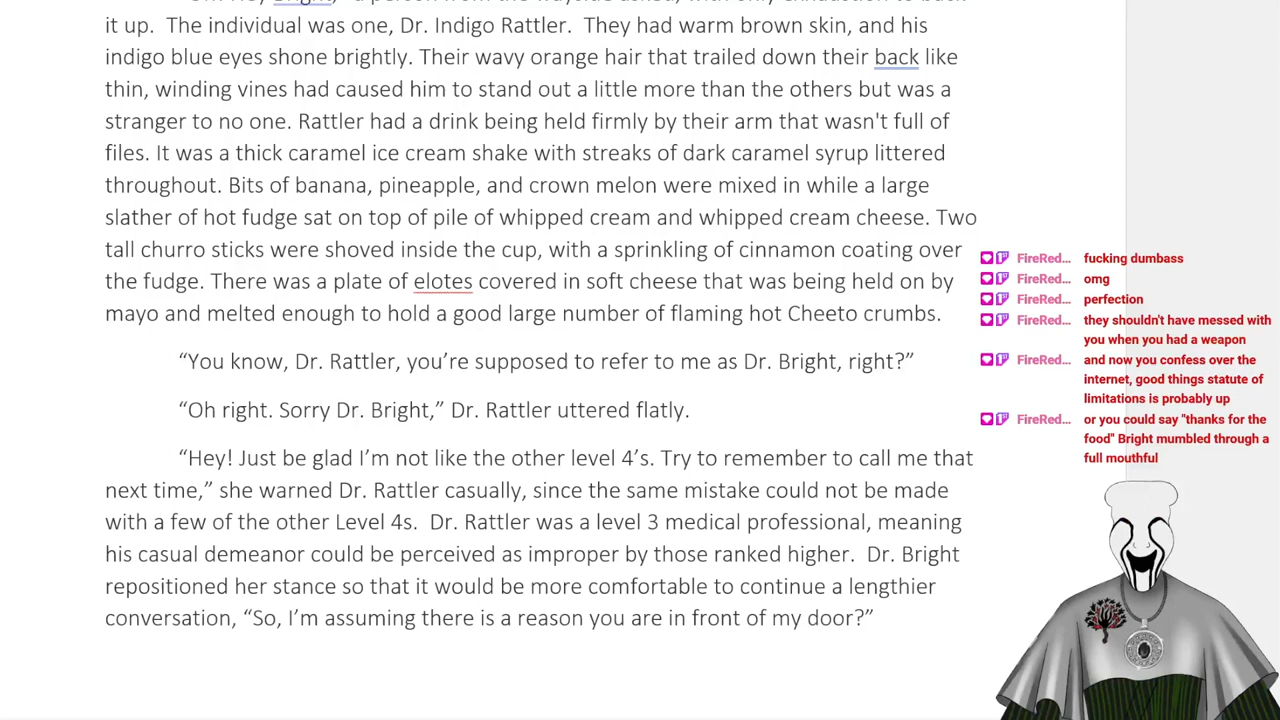 it up.  The individual was one, Dr. Indigo Rattler.  They had warm brown skin, and his
indigo blue eyes shone brightly. Their wavy orange hair that trailed down their back like
thin, winding vines had caused him to stand out a little more than the others but was a
stranger to no one. Rattler had a drink being held firmly by their arm that wasn't full of
files. It was a thick caramel ice cream shake with streaks of dark caramel syrup littered
throughout. Bits of banana, pineapple, and crown melon were mixed in while a large
slather of hot fudge sat on top of pile of whipped cream and whipped cream cheese. Two
tall churro sticks were shoved inside the cup, with a sprinkling of cinnamon coating over
the fudge. There was a plate of elotes covered in soft cheese that was being held on by
mayo and melted enough to hold a good large number of flaming hot Cheeto crumbs.
“You know, Dr. Rattler, you’re supposed to refer to me as Dr. Bright, right?”
“Oh right. Sorry Dr. Bright,” Dr. Rattler uttered flatly.
“Hey! Just be glad I’m not like the other level 4’s. Try to remember to call me that
next time,” she warned Dr. Rattler casually, since the same mistake could not be made
with a few of the other Level 4s.  Dr. Rattler was a level 3 medical professional, meaning
his casual demeanor could be perceived as improper by those ranked higher.  Dr. Bright
repositioned her stance so that it would be more comfortable to continue a lengthier
conversation, “So, I’m assuming there is a reason you are in front of my door?”
FireRed... fucking dumbass
FireRed... omg
FireRed... perfection
FireRed... they shouldn't have messed with
you when you had a weapon
FireRed... and now you confess over the
internet, good things statute of
limitations is probably up
FireRed... or you could say "thanks for the
food" Bright mumbled through a
full mouthful